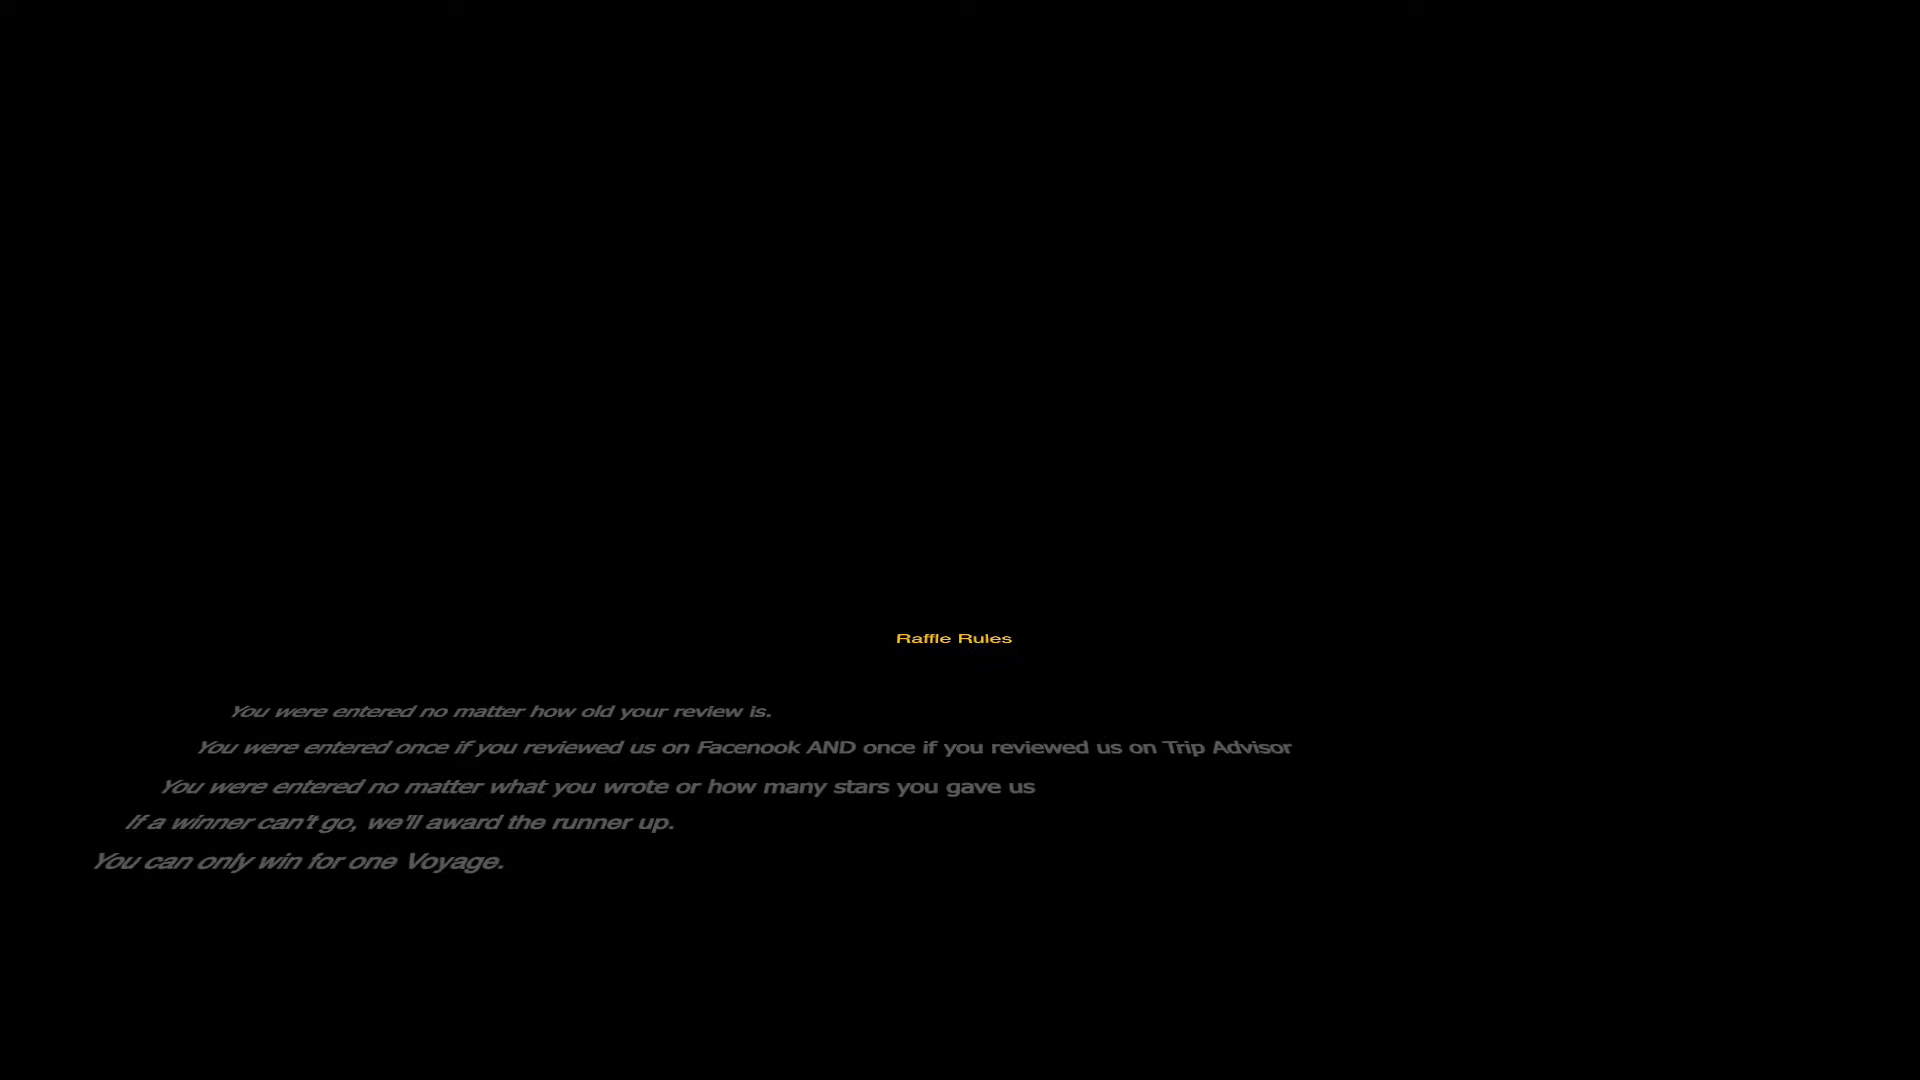 Raffle Rules
You were entered no matter how old your review is.
You were entered once if you reviewed us on Facenook AND once if you reviewed us on Trip Advisor
You were entered no matter what you wrote or how many stars you gave us
If a winner can't go, we'll award the runner up.
You can only win for one Voyage.